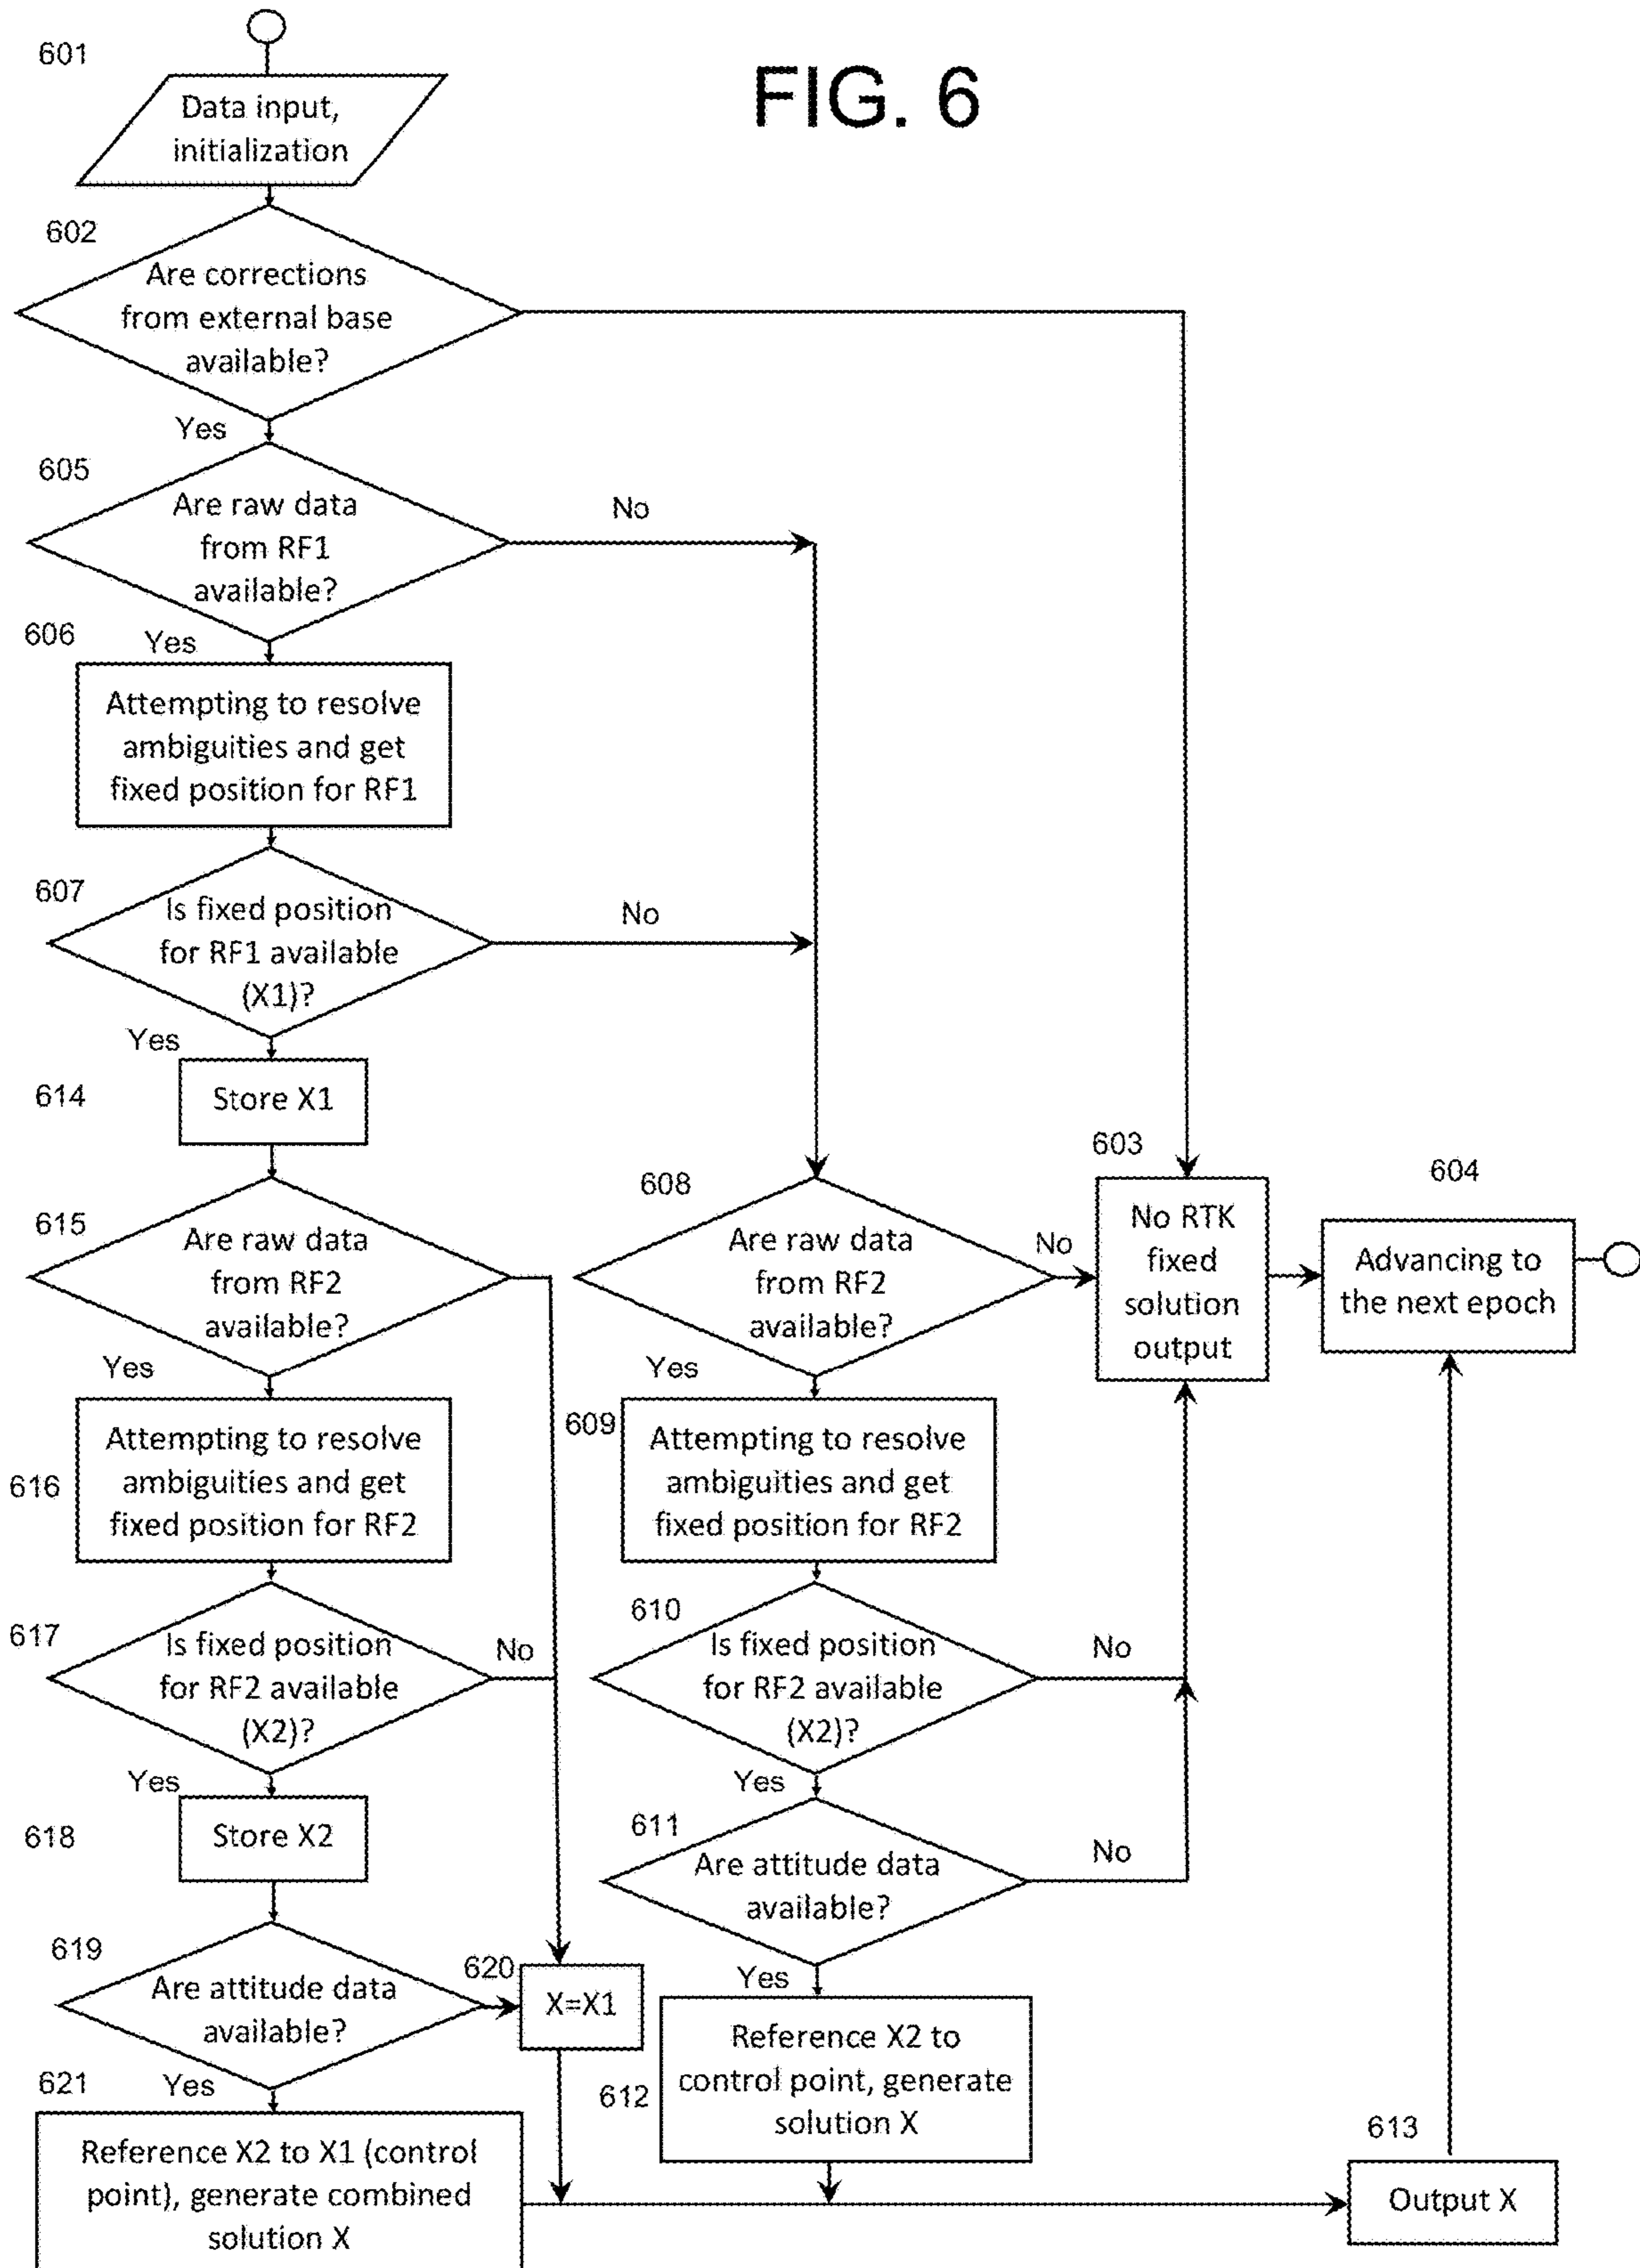 FIG. 6
601
Data input,
initialization
602
Are corrections
from external base
available?
Yes
605
Are raw data
from RF1
available?
No
606
Yes
Attempting to resolve
ambiguities and get
fixed position for RF1
607
Is fixed position
for RF1 available
(X1)?
No
Yes
614
Store X1
615
Are raw data
from RF2
available?
Yes
616
Attempting to resolve
ambiguities and get
fixed position for RF2
617
Is fixed position
for RF2 available
(X2)?
No
Yes
618
Store X2
619
Are attitude data
available?
620
X=X1
621
Yes
Reference X2 to X1 (control
point), generate combined
solution X
608
Are raw data
from RF2
available?
No
Yes
609
Attempting to resolve
ambiguities and get
fixed position for RF2
610
Is fixed position
for RF2 available
(X2)?
No
Yes
611
Are attitude data
available?
No
Yes
612
Reference X2 to
control point, generate
solution X
603
No RTK
fixed
solution
output
604
Advancing to
the next epoch
613
Output X